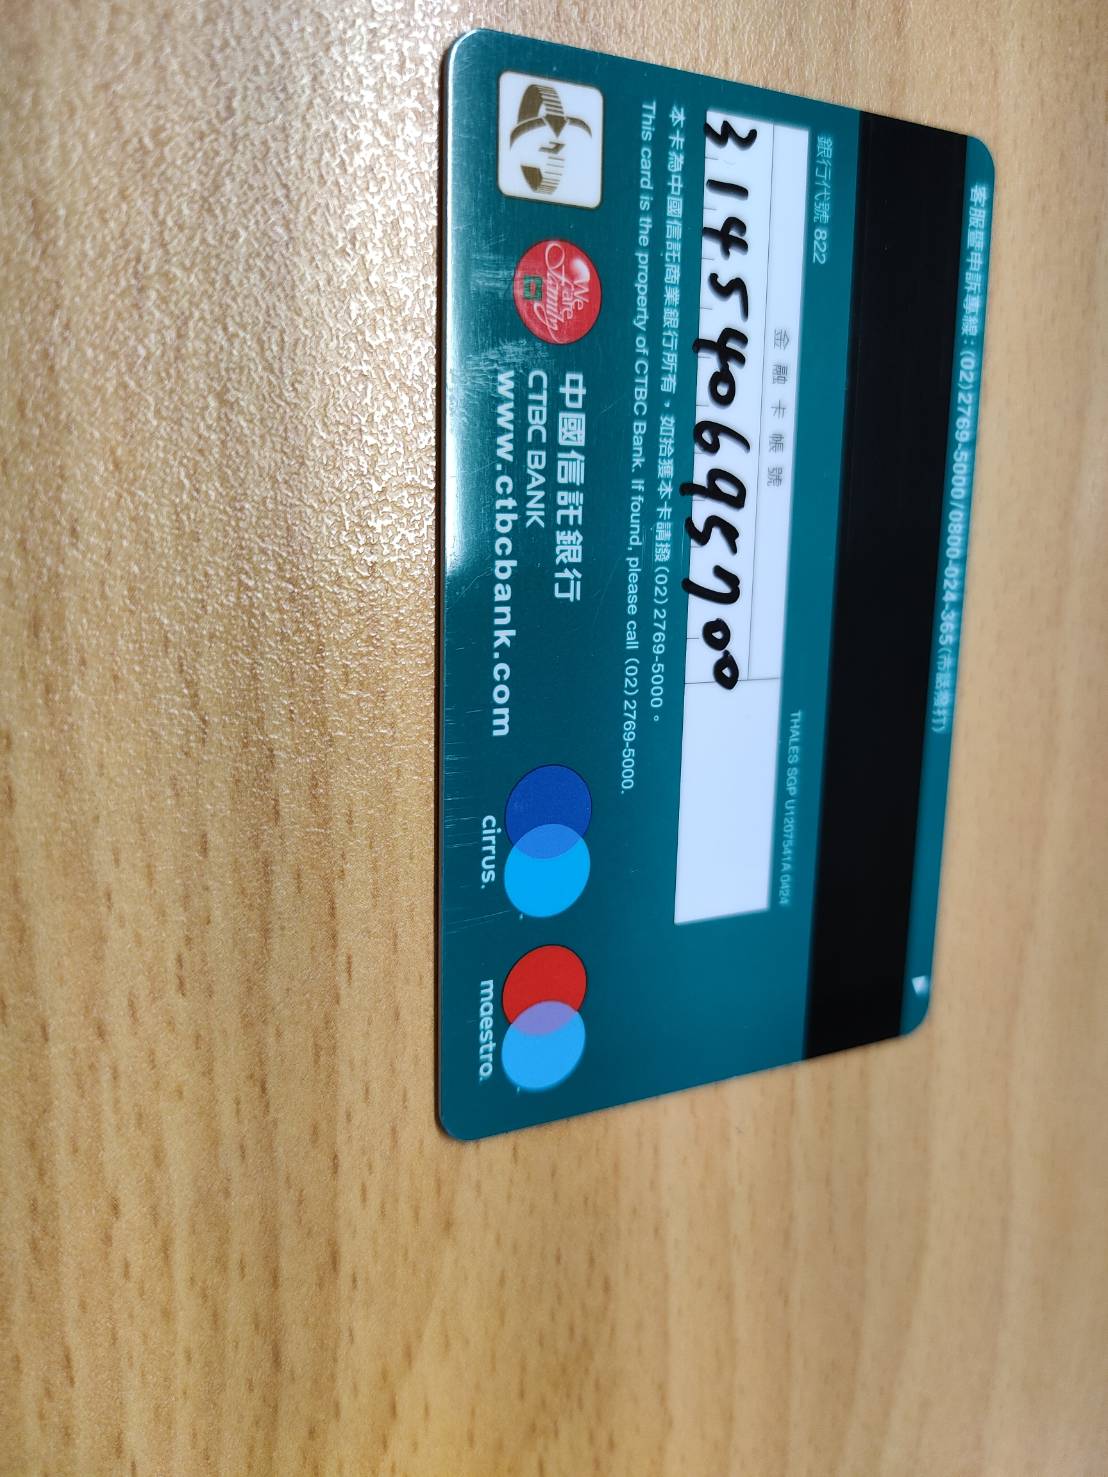 客服暨申訴專線：(02)2769-5000/0800-024-365(市話撥打)
銀行代號 822
金融卡帳號
THALES SGP U1207541A 0424
314540695700
本卡為中國信託商業銀行所有，如拾獲本卡請撥(02)2769-5000。
This card is the property of CTBC Bank. If found, please call (02)2769-5000.
We are Family
中國信託銀行
CTBC BANK
www.ctbcbank.com
cirrus.
maestro.